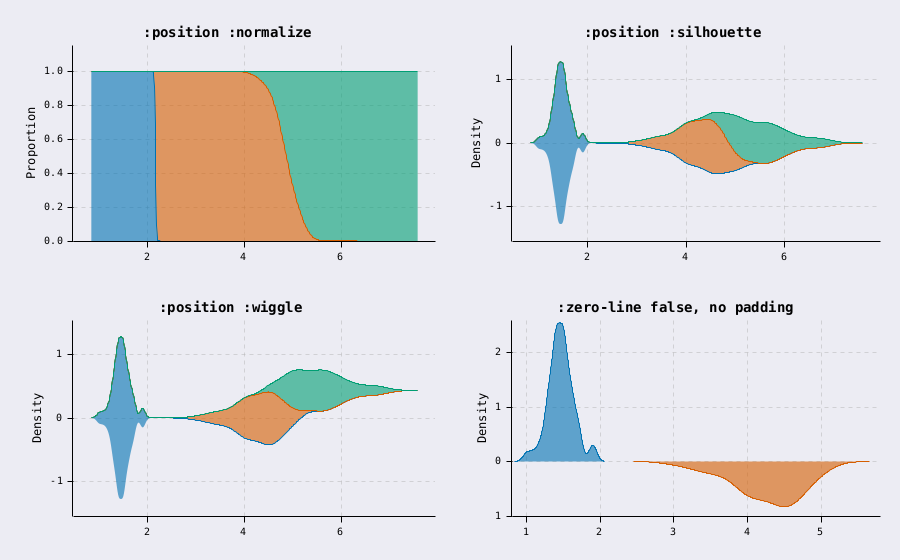 :position :normalize
1.0
0.8
0.6
0.4
0.2
0.0
Proportion
2 4 6
:position :silhouette
1
0
-1
Density
2 4 6
:position :wiggle
1
0
-1
Density
2 4 6
:zero-line false, no padding
2
1
0
1
Density
1 2 3 4 5